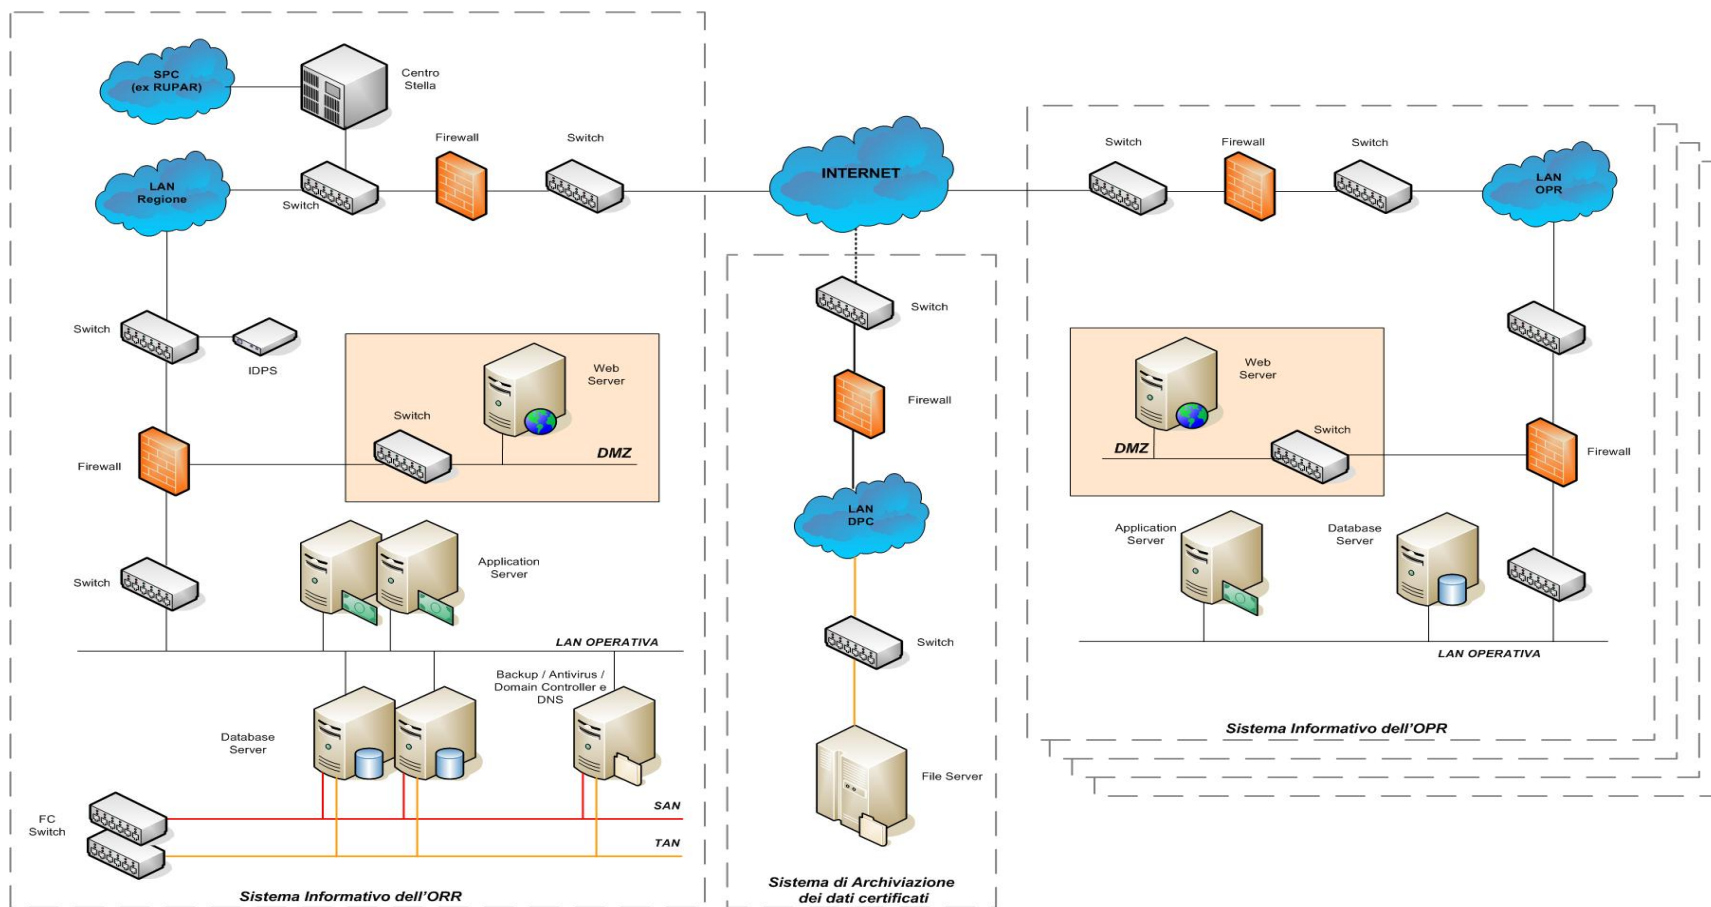 SPC
(ex RUPAR)
Centro
Stella
Firewall
Switch
LAN
Regione
Switch
Switch
IDPS
Web
Server
Switch
DMZ
Firewall
Switch
Application
Server
LAN OPERATIVA
Backup / Antivirus /
Domain Controller e
DNS
Database
Server
SAN
FC
Switch
TAN
Sistema Informativo dell'ORR
INTERNET
Switch
Firewall
LAN
DPC
Switch
File Server
Sistema di Archiviazione
dei dati certificati
Switch
Firewall
Switch
LAN
OPR
Web
Server
Switch
DMZ
Firewall
Application
Server
Database
Server
LAN OPERATIVA
Sistema Informativo dell'OPR